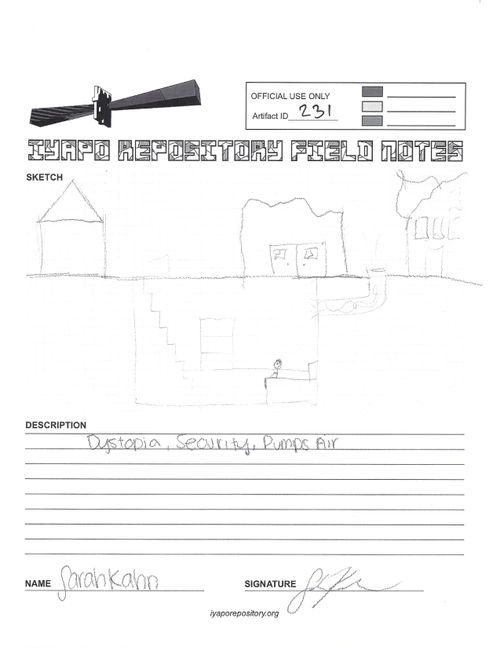 OFFICIAL USE ONLY
Artifact ID 231
IYAPO REPOSITORY FIELD NOTES
SKETCH
DESCRIPTION
Dystopia, Security, Pumps Air
NAME Sarah Kahn SIGNATURE
iyaporepository.org